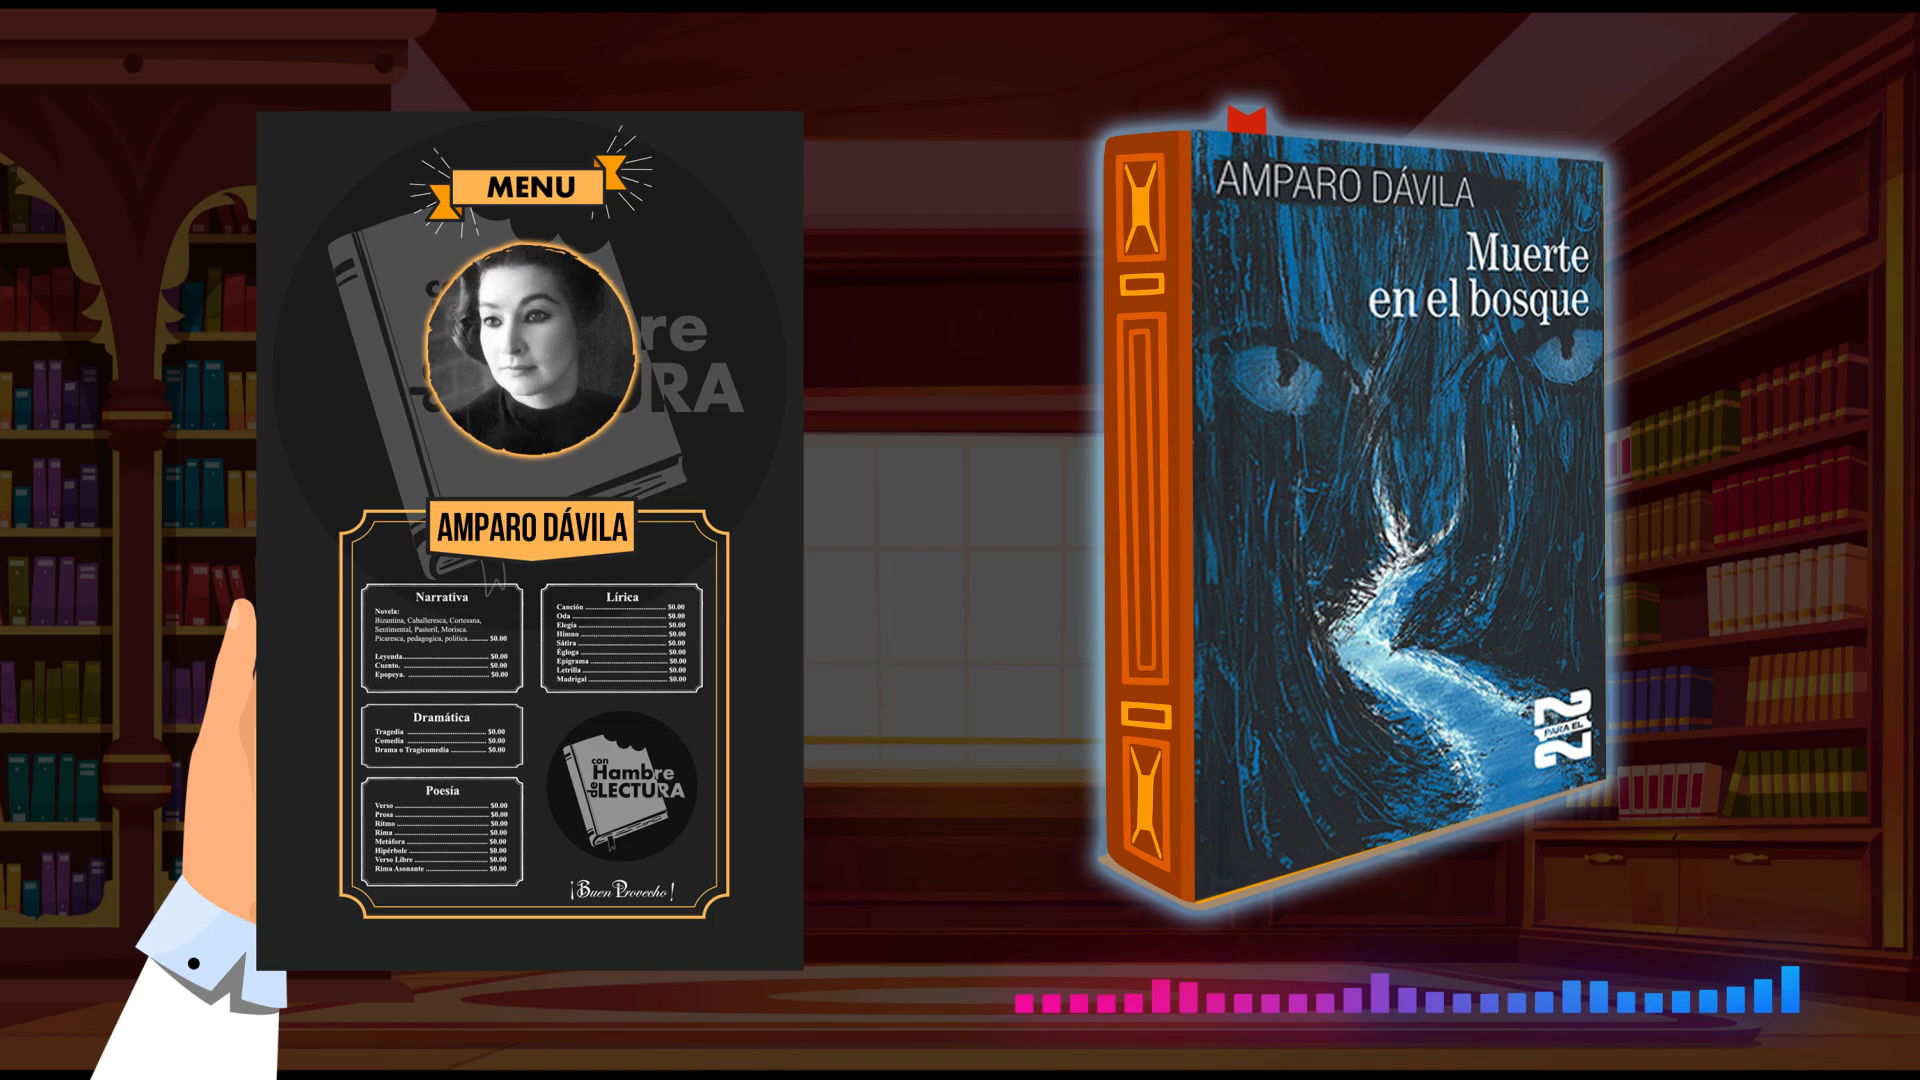 MENU
AMPARO DÁVILA
Narrativa
Novela:
Bizantina, Caballeresca, Cortesana,
Sentimental, Pastoril, Morisca.
Picaresca, pedagogica, politica.......... $0.00
Leyenda.......... $0.00
Cuento. .......... $0.00
Epopeya. .......... $0.00
Lírica
Canción .......... $0.00
Oda .......... $0.00
Elegía .......... $0.00
Himno .......... $0.00
Sátira .......... $0.00
Égloga .......... $0.00
Epigrama .......... $0.00
Letrilla .......... $0.00
Madrigal .......... $0.00
Dramática
Tragedia .......... $0.00
Comedia .......... $0.00
Drama o Tragicomedia .......... $0.00
Poesía
Verso .......... $0.00
Prosa .......... $0.00
Ritmo .......... $0.00
Rima .......... $0.00
Metáfora .......... $0.00
Hipérbole .......... $0.00
Verso Libre .......... $0.00
Rima Asonante .......... $0.00
con
Hambre
de LECTURA
¡Buen Provecho!
AMPARO DÁVILA
Muerte
en el bosque
21
PARA EL
21